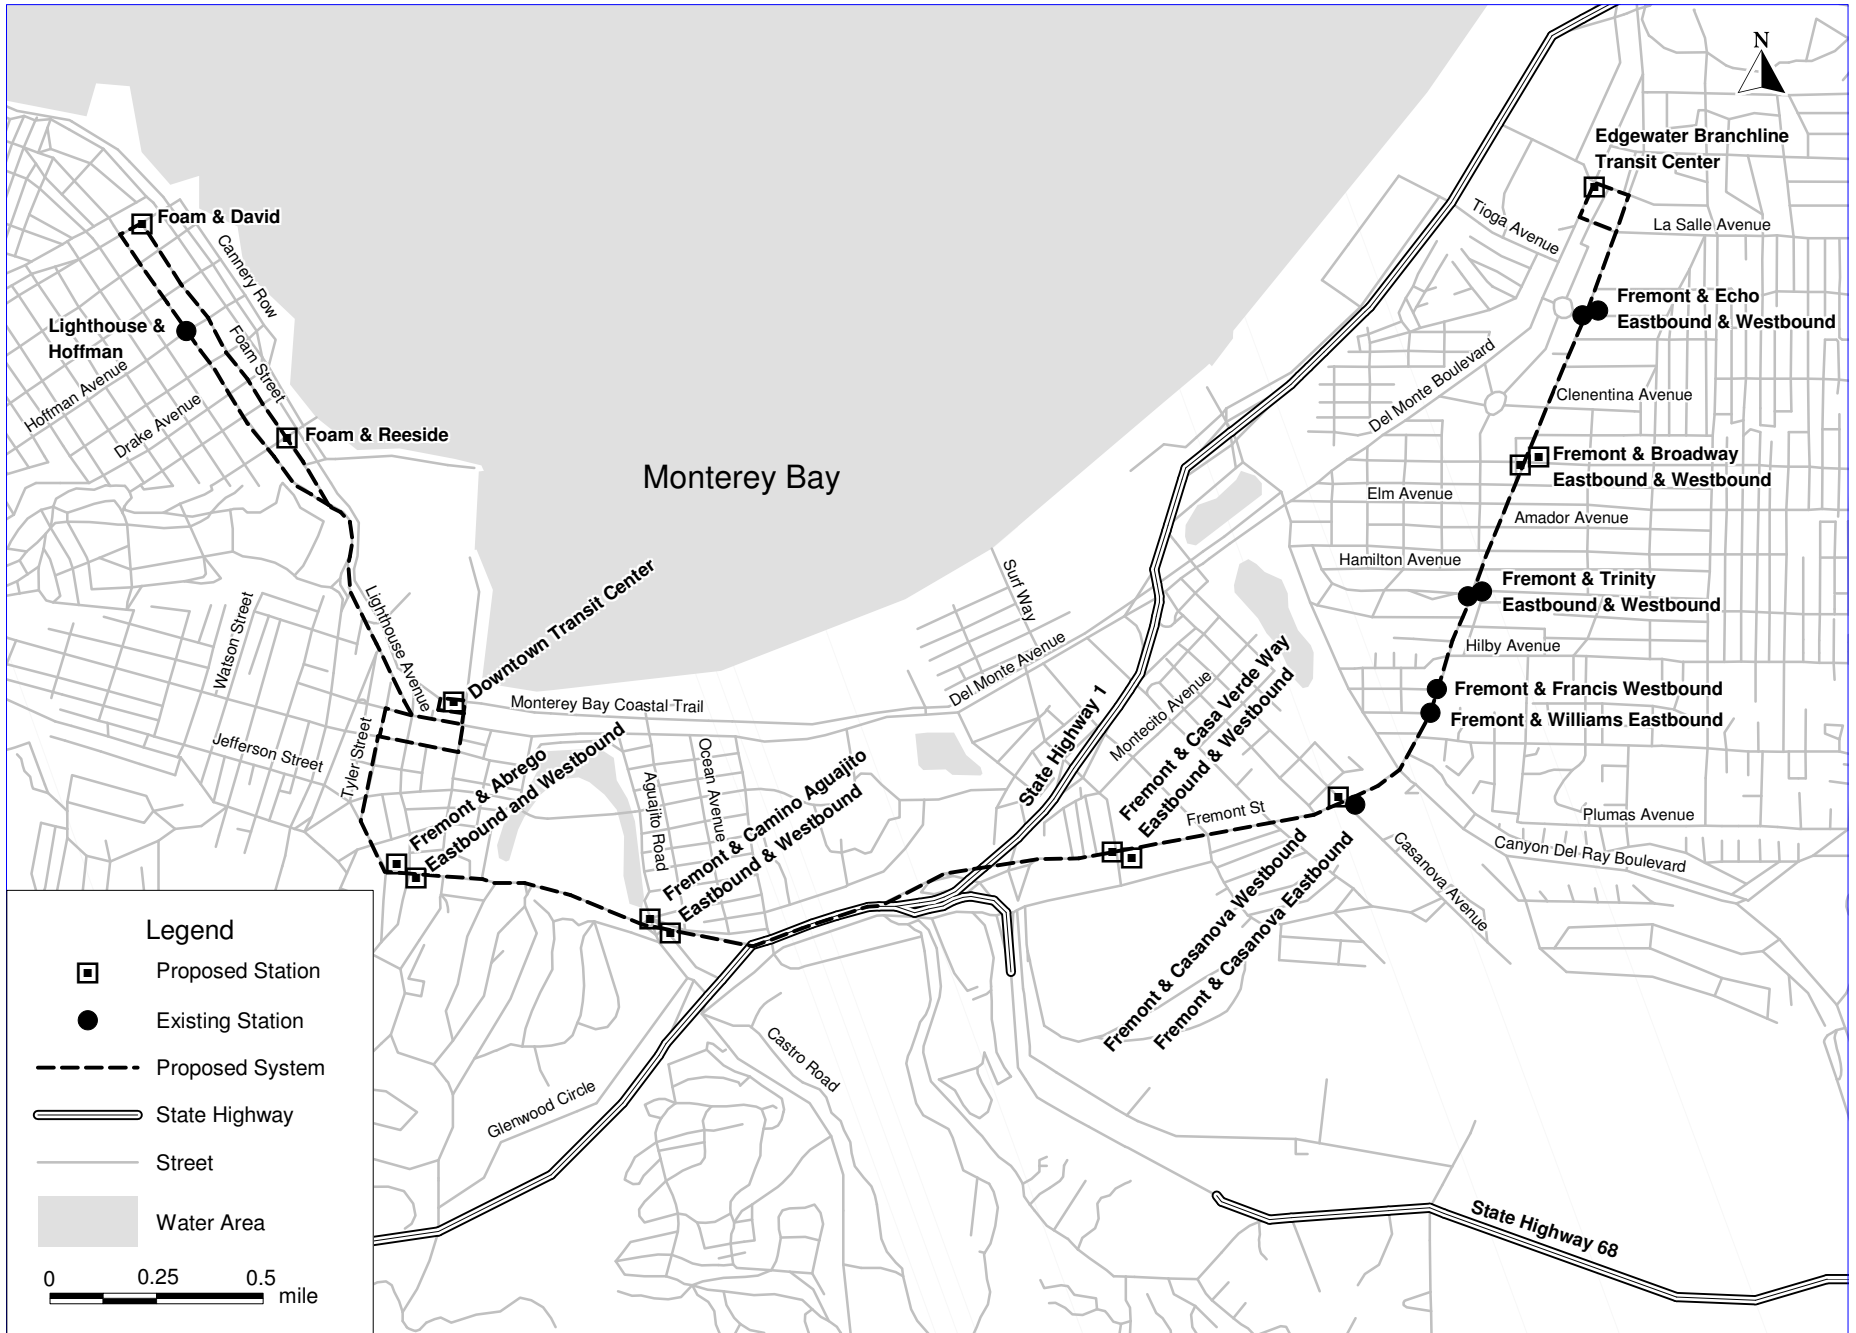 N
Edgewater Branchline
Transit Center
Tioga Avenue
La Salle Avenue
Foam & David
Cannery Row
Lighthouse &
Hoffman
Foam Street
Hoffman Avenue
Drake Avenue
Foam & Reeside
Monterey Bay
Fremont & Echo
Eastbound & Westbound
Del Monte Boulevard
Clenentina Avenue
Fremont & Broadway
Eastbound & Westbound
Elm Avenue
Amador Avenue
Hamilton Avenue
Fremont & Trinity
Eastbound & Westbound
Hilby Avenue
Fremont & Francis Westbound
Fremont & Williams Eastbound
Surf Way
Del Monte Avenue
Watson Street
Lighthouse Avenue
Downtown Transit Center
Monterey Bay Coastal Trail
Jefferson Street
Tyler Street
Fremont & Abrego
Eastbound and Westbound
Aguajito Road
Ocean Avenue
Fremont & Camino Aguajito
Eastbound & Westbound
State Highway 1
Montecito Avenue
Fremont & Casa Verde Way
Eastbound & Westbound
Fremont St
Plumas Avenue
Canyon Del Ray Boulevard
Casanova Avenue
Fremont & Casanova Westbound
Fremont & Casanova Eastbound
Castro Road
Glenwood Circle
State Highway 68
Legend
Proposed Station
Existing Station
Proposed System
State Highway
Street
Water Area
0 0.25 0.5
mile